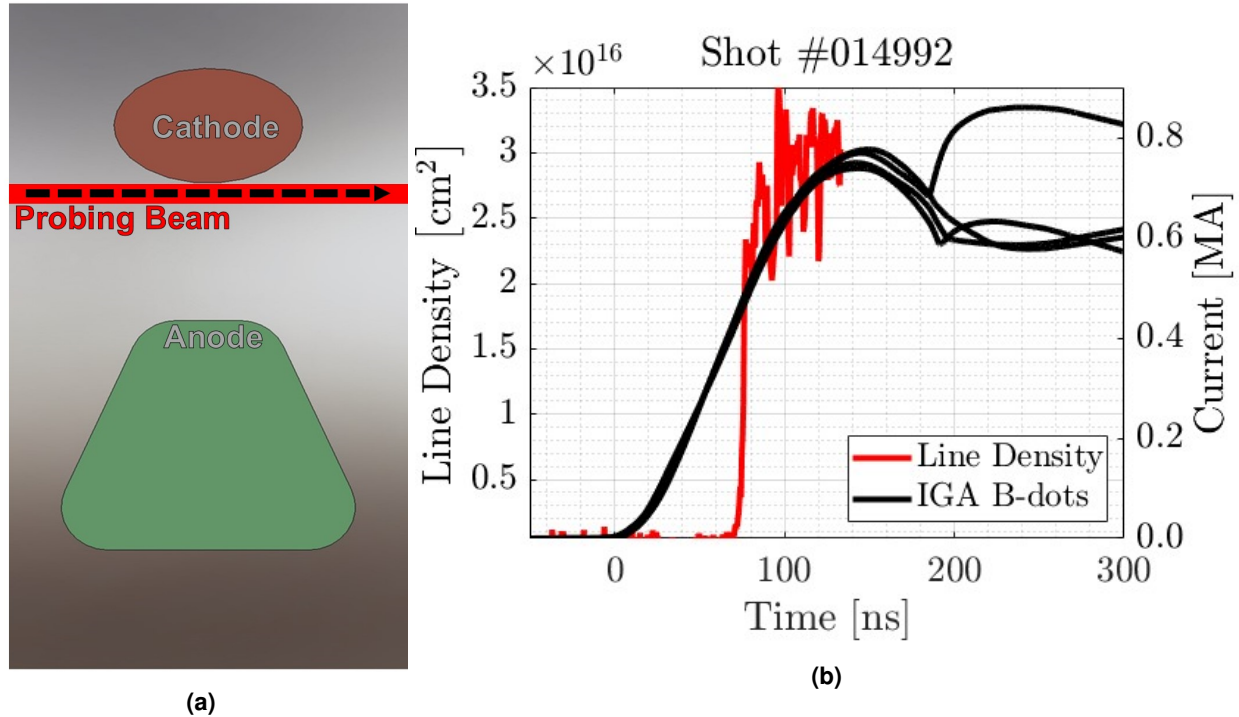 Cathode
Probing Beam
Anode
(a)
Shot #014992
×10^16
3.5
3
2.5
2
1.5
1
0.5
Line Density [cm^2]
0.8
0.6
0.4
0.2
0.0
Current [MA]
Line Density
IGA B-dots
0 100 200 300
Time [ns]
(b)